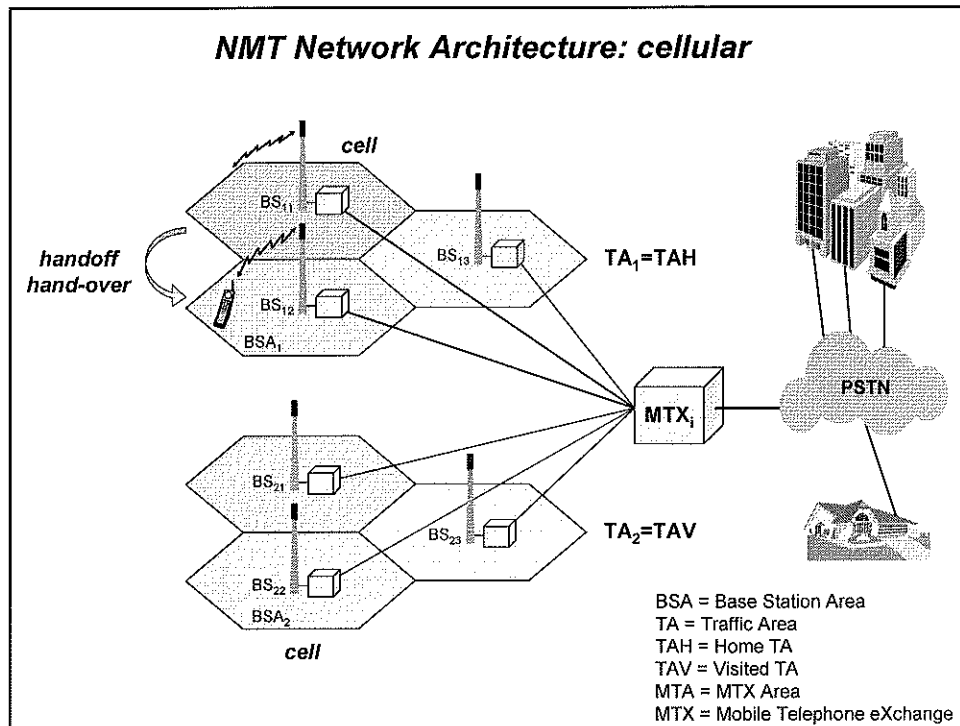 NMT Network Architecture: cellular
cell
BS11
BS13
TA1=TAH
handoff
hand-over
BS12
BSA1
PSTN
MTXi
BS21
BS23
TA2=TAV
BS22
BSA2
cell
BSA = Base Station Area
TA = Traffic Area
TAH = Home TA
TAV = Visited TA
MTA = MTX Area
MTX = Mobile Telephone eXchange